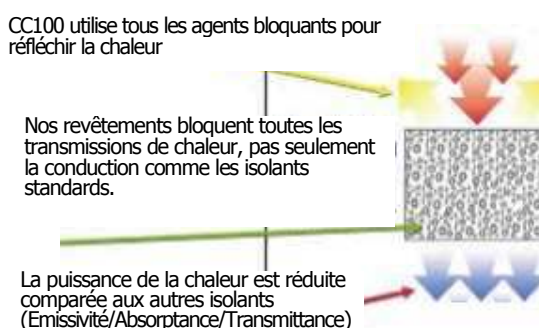 CC100 utilise tous les agents bloquants pour
réfléchir la chaleur
Nos revêtements bloquent toutes les
transmissions de chaleur, pas seulement
la conduction comme les isolants
standards.
La puissance de la chaleur est réduite
comparée aux autres isolants
(Emissivité/Absorptance/Transmittance)